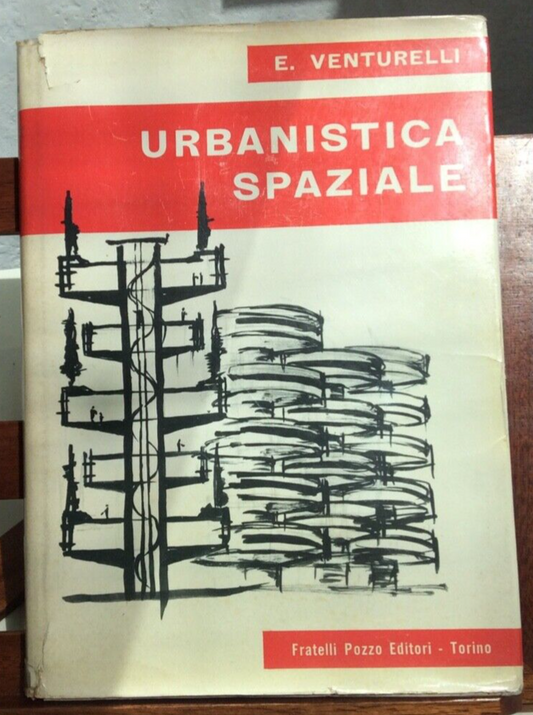 E. VENTURELLI
URBANISTICA
SPAZIALE
Fratelli Pozzo Editori - Torino